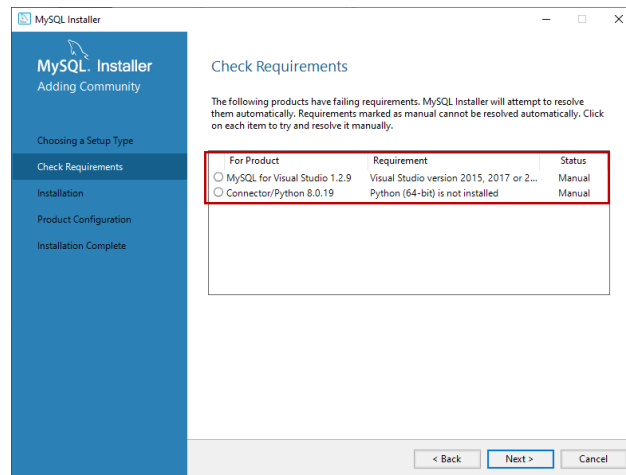 MySQL Installer
MySQL. Installer
Adding Community
Choosing a Setup Type
Check Requirements
Installation
Product Configuration
Installation Complete
Check Requirements
The following products have failing requirements. MySQL Installer will attempt to resolve
them automatically. Requirements marked as manual cannot be resolved automatically. Click
on each item to try and resolve it manually.
For Product Requirement Status
MySQL for Visual Studio 1.2.9 Visual Studio version 2015, 2017 or 2... Manual
Connector/Python 8.0.19 Python (64-bit) is not installed Manual
< Back Next > Cancel